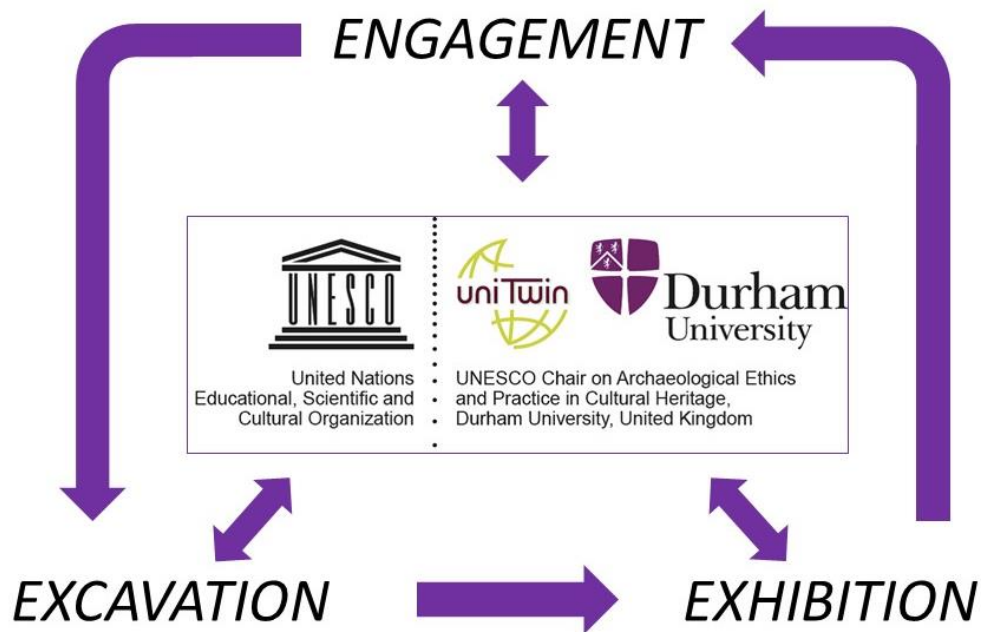 ENGAGEMENT
UNESCO
United Nations
Educational, Scientific and
Cultural Organization
uniTwin
Durham
University
UNESCO Chair on Archaeological Ethics
and Practice in Cultural Heritage,
Durham University, United Kingdom
EXCAVATION
EXHIBITION